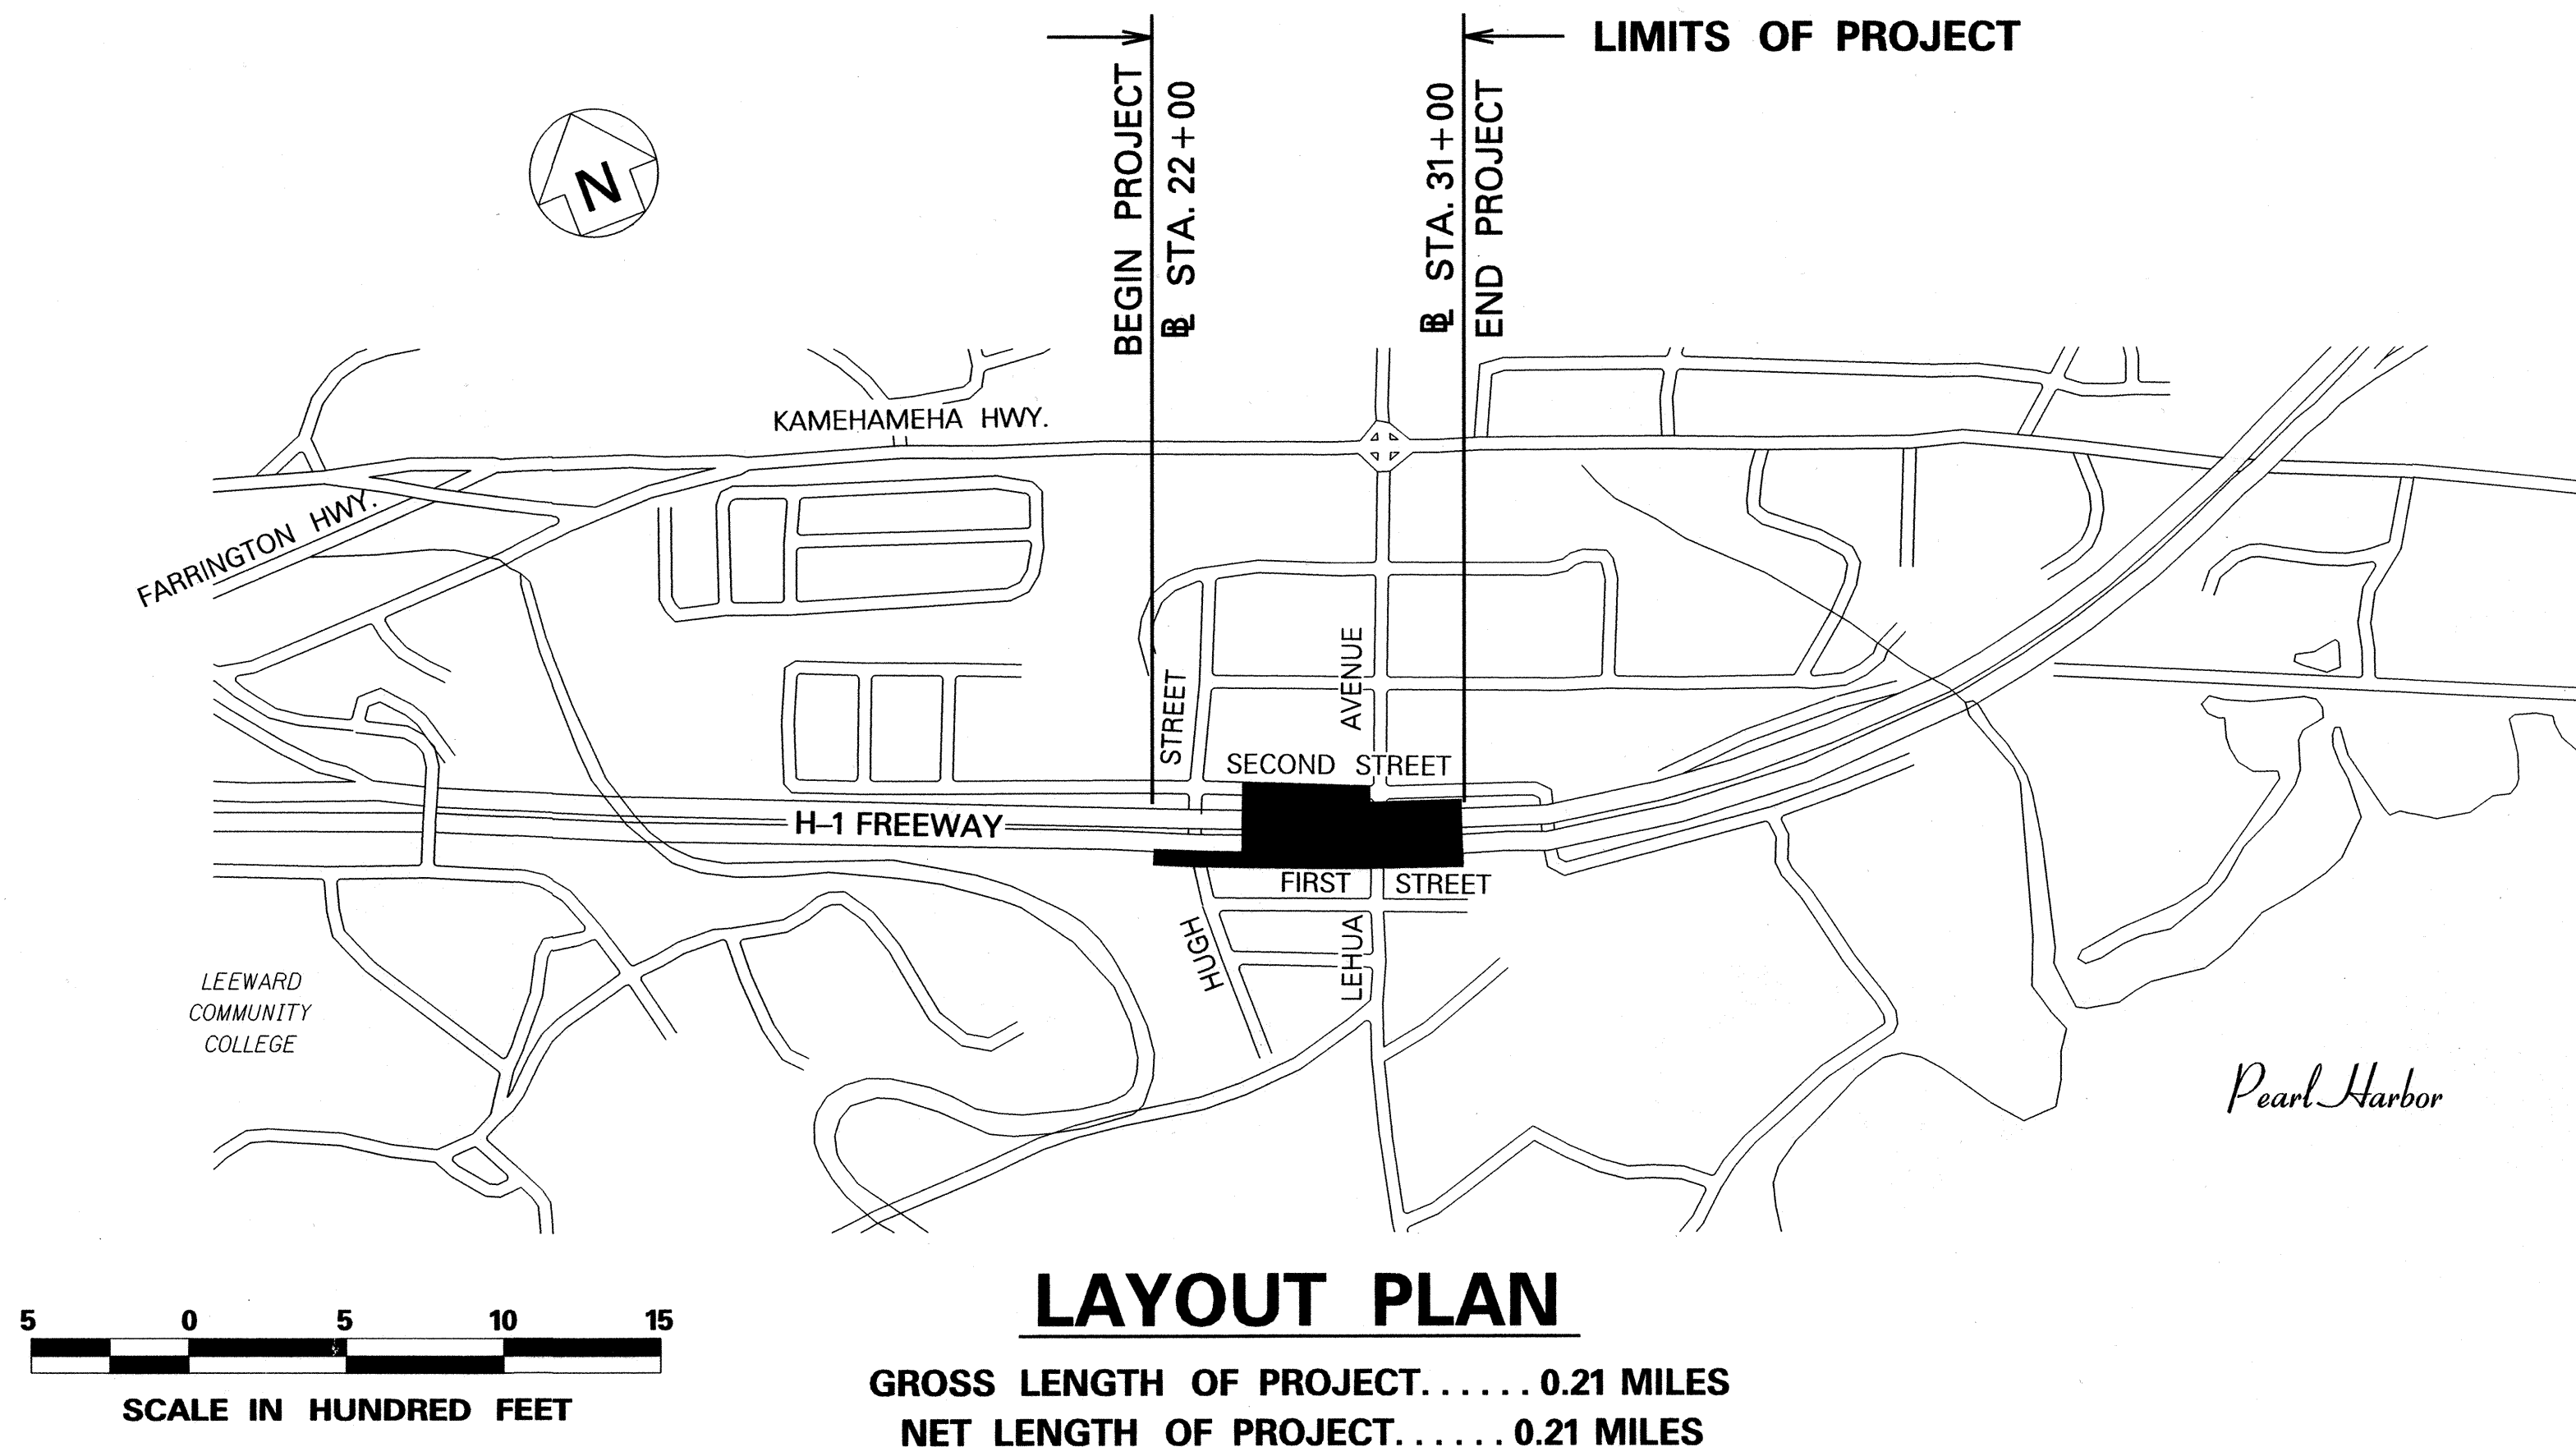 LIMITS OF PROJECT
BEGIN PROJECT
BL STA. 22+00
BL STA. 31+00
END PROJECT
N
KAMEHAMEHA HWY.
FARRINGTON HWY.
STREET
AVENUE
SECOND STREET
H-1 FREEWAY
FIRST STREET
HUGH
LEHUA
LEEWARD
COMMUNITY
COLLEGE
Pearl Harbor
LAYOUT PLAN
5 0 5 10 15
SCALE IN HUNDRED FEET
GROSS LENGTH OF PROJECT......0.21 MILES
NET LENGTH OF PROJECT......0.21 MILES